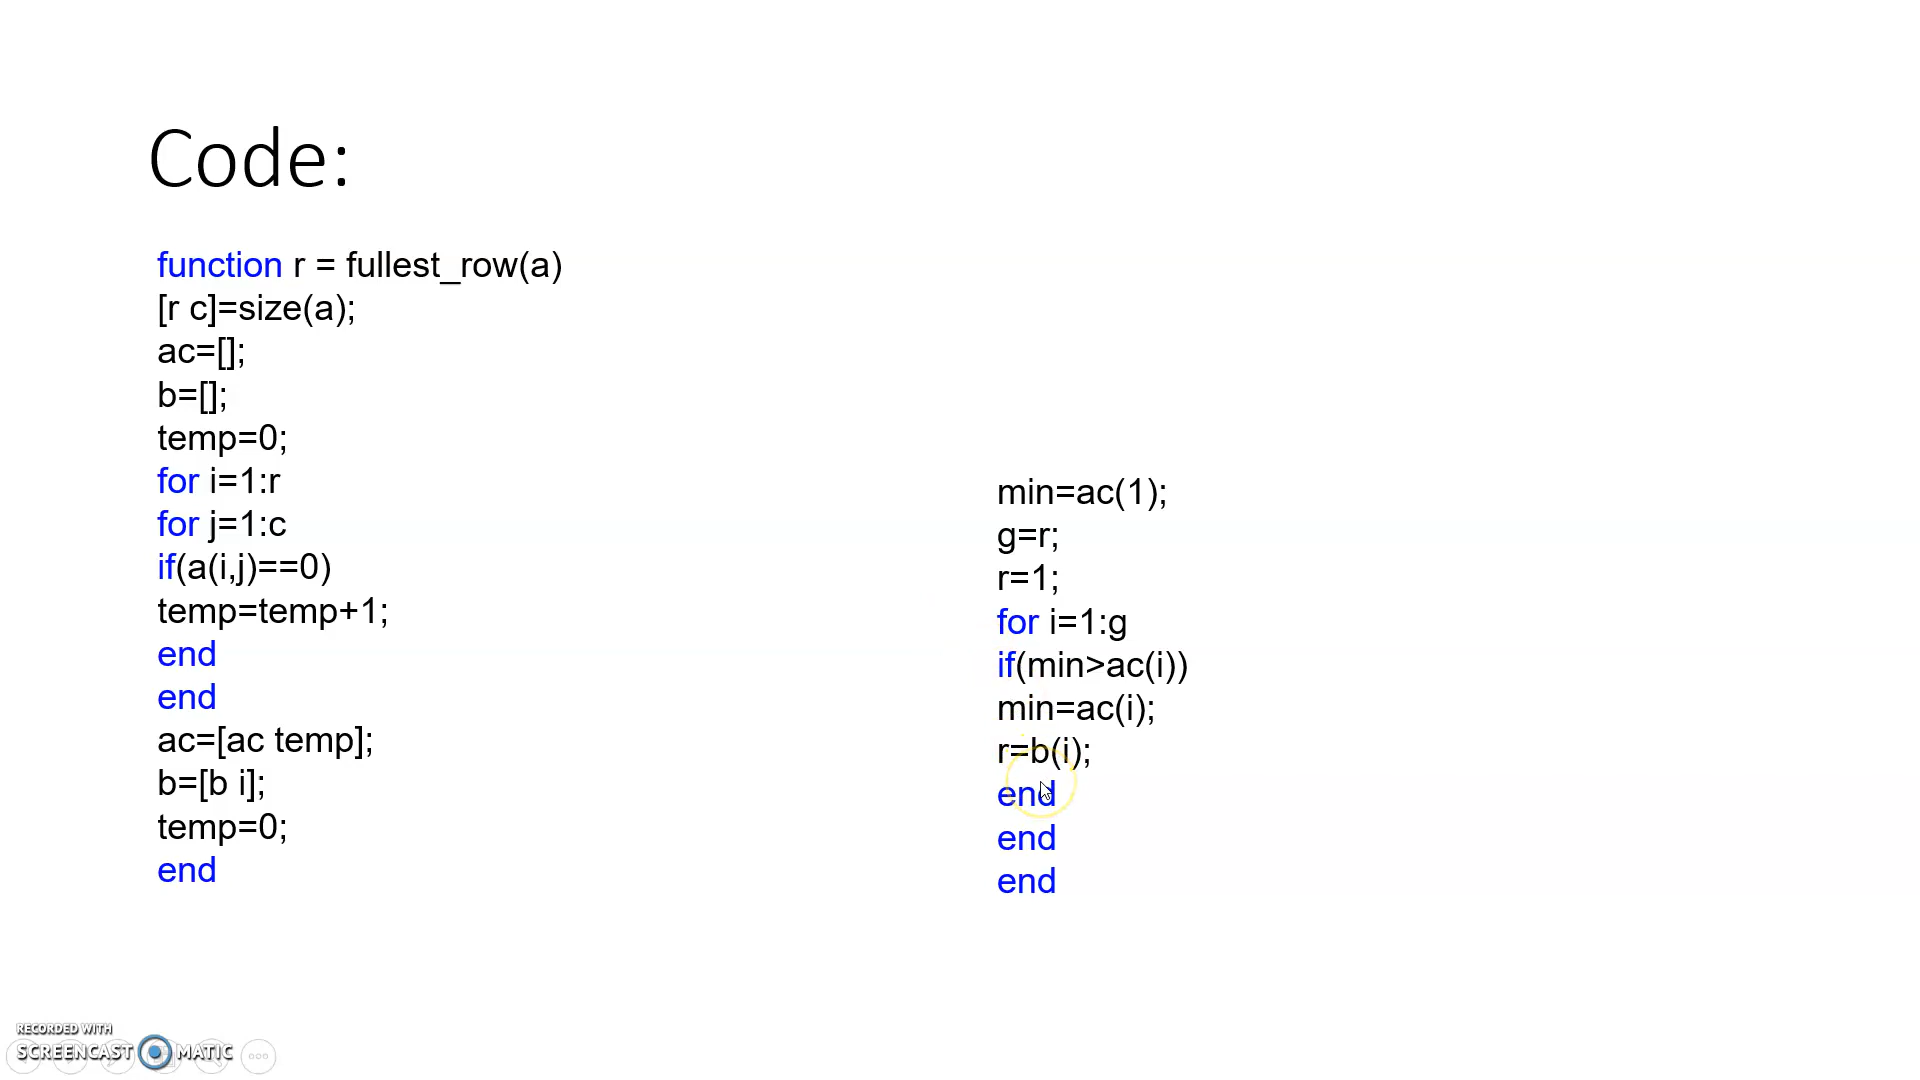 Code:
function r = fullest_row(a)
[r c]=size(a);
ac=[];
b=[];
temp=0;
for i=1:r
for j=1:c
if(a(i,j)==0)
temp=temp+1;
end
end
ac=[ac temp];
b=[b i];
temp=0;
end
min=ac(1);
g=r;
r=1;
for i=1:g
if(min>ac(i))
min=ac(i);
r=b(i);
end
end
end
RECORDED WITH
SCREENCAST MATIC